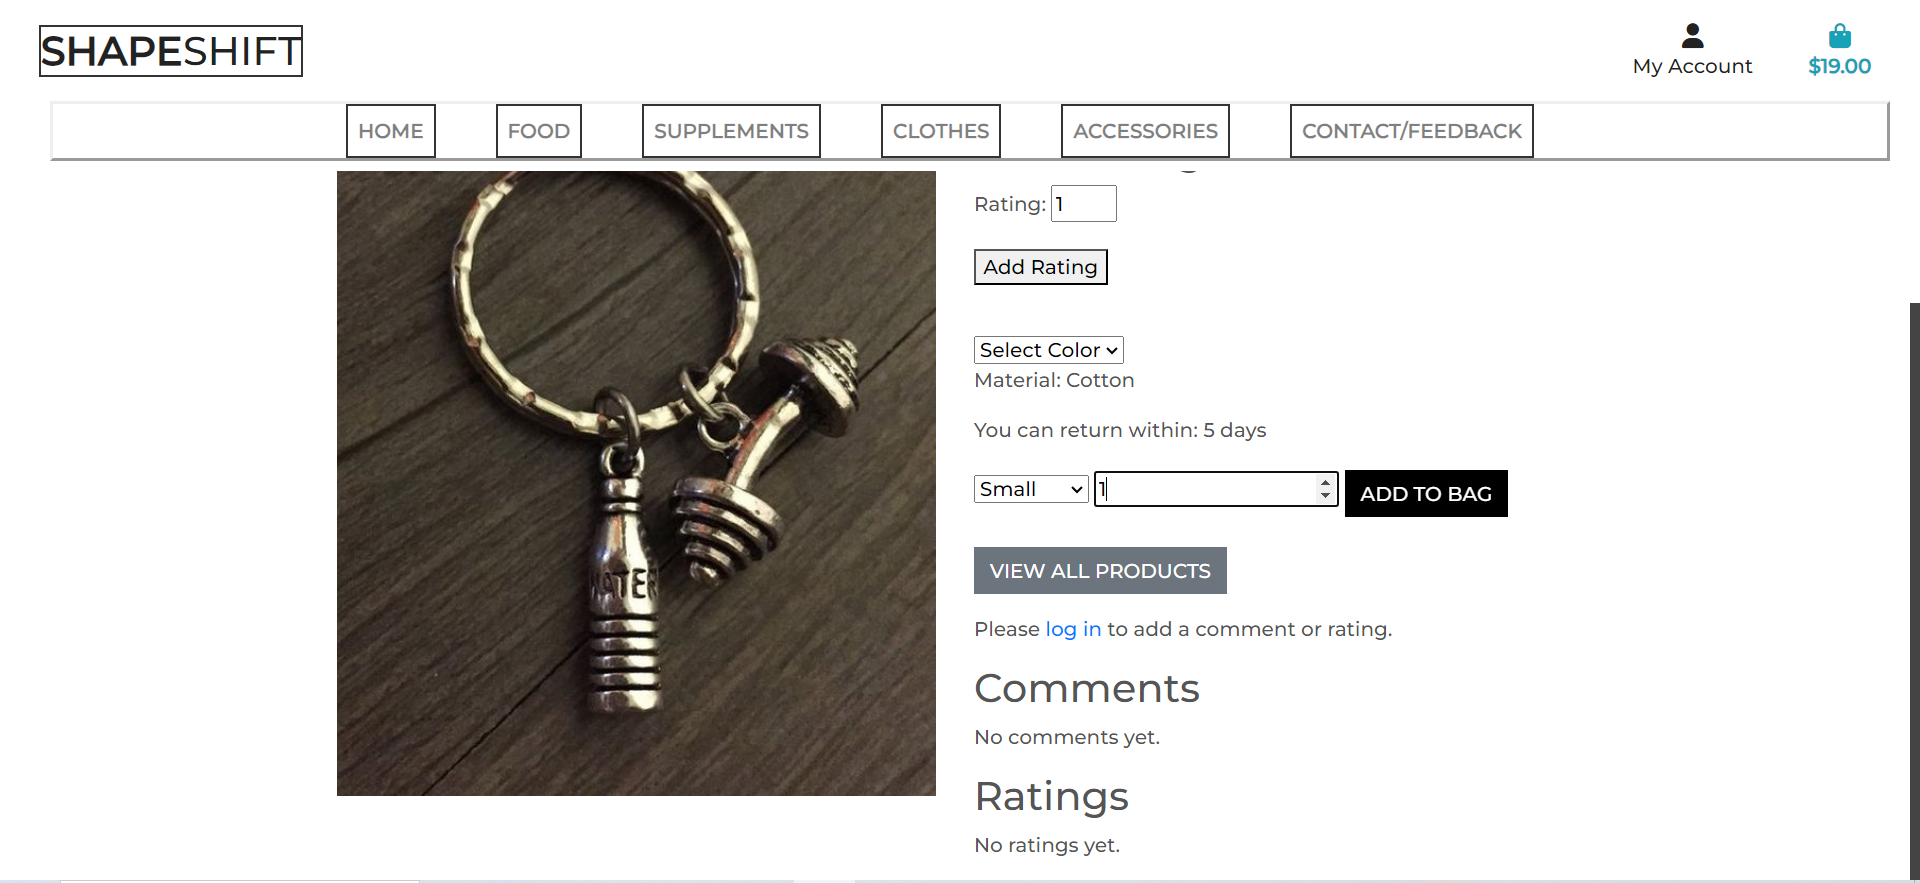 SHAPESHIFT
My Account
$19.00
HOME FOOD SUPPLEMENTS CLOTHES ACCESSORIES CONTACT/FEEDBACK
Rating: 1
Add Rating
Select Color
Material: Cotton
You can return within: 5 days
Small 1 ADD TO BAG
VIEW ALL PRODUCTS
Please log in to add a comment or rating.
Comments
No comments yet.
Ratings
No ratings yet.
WATER